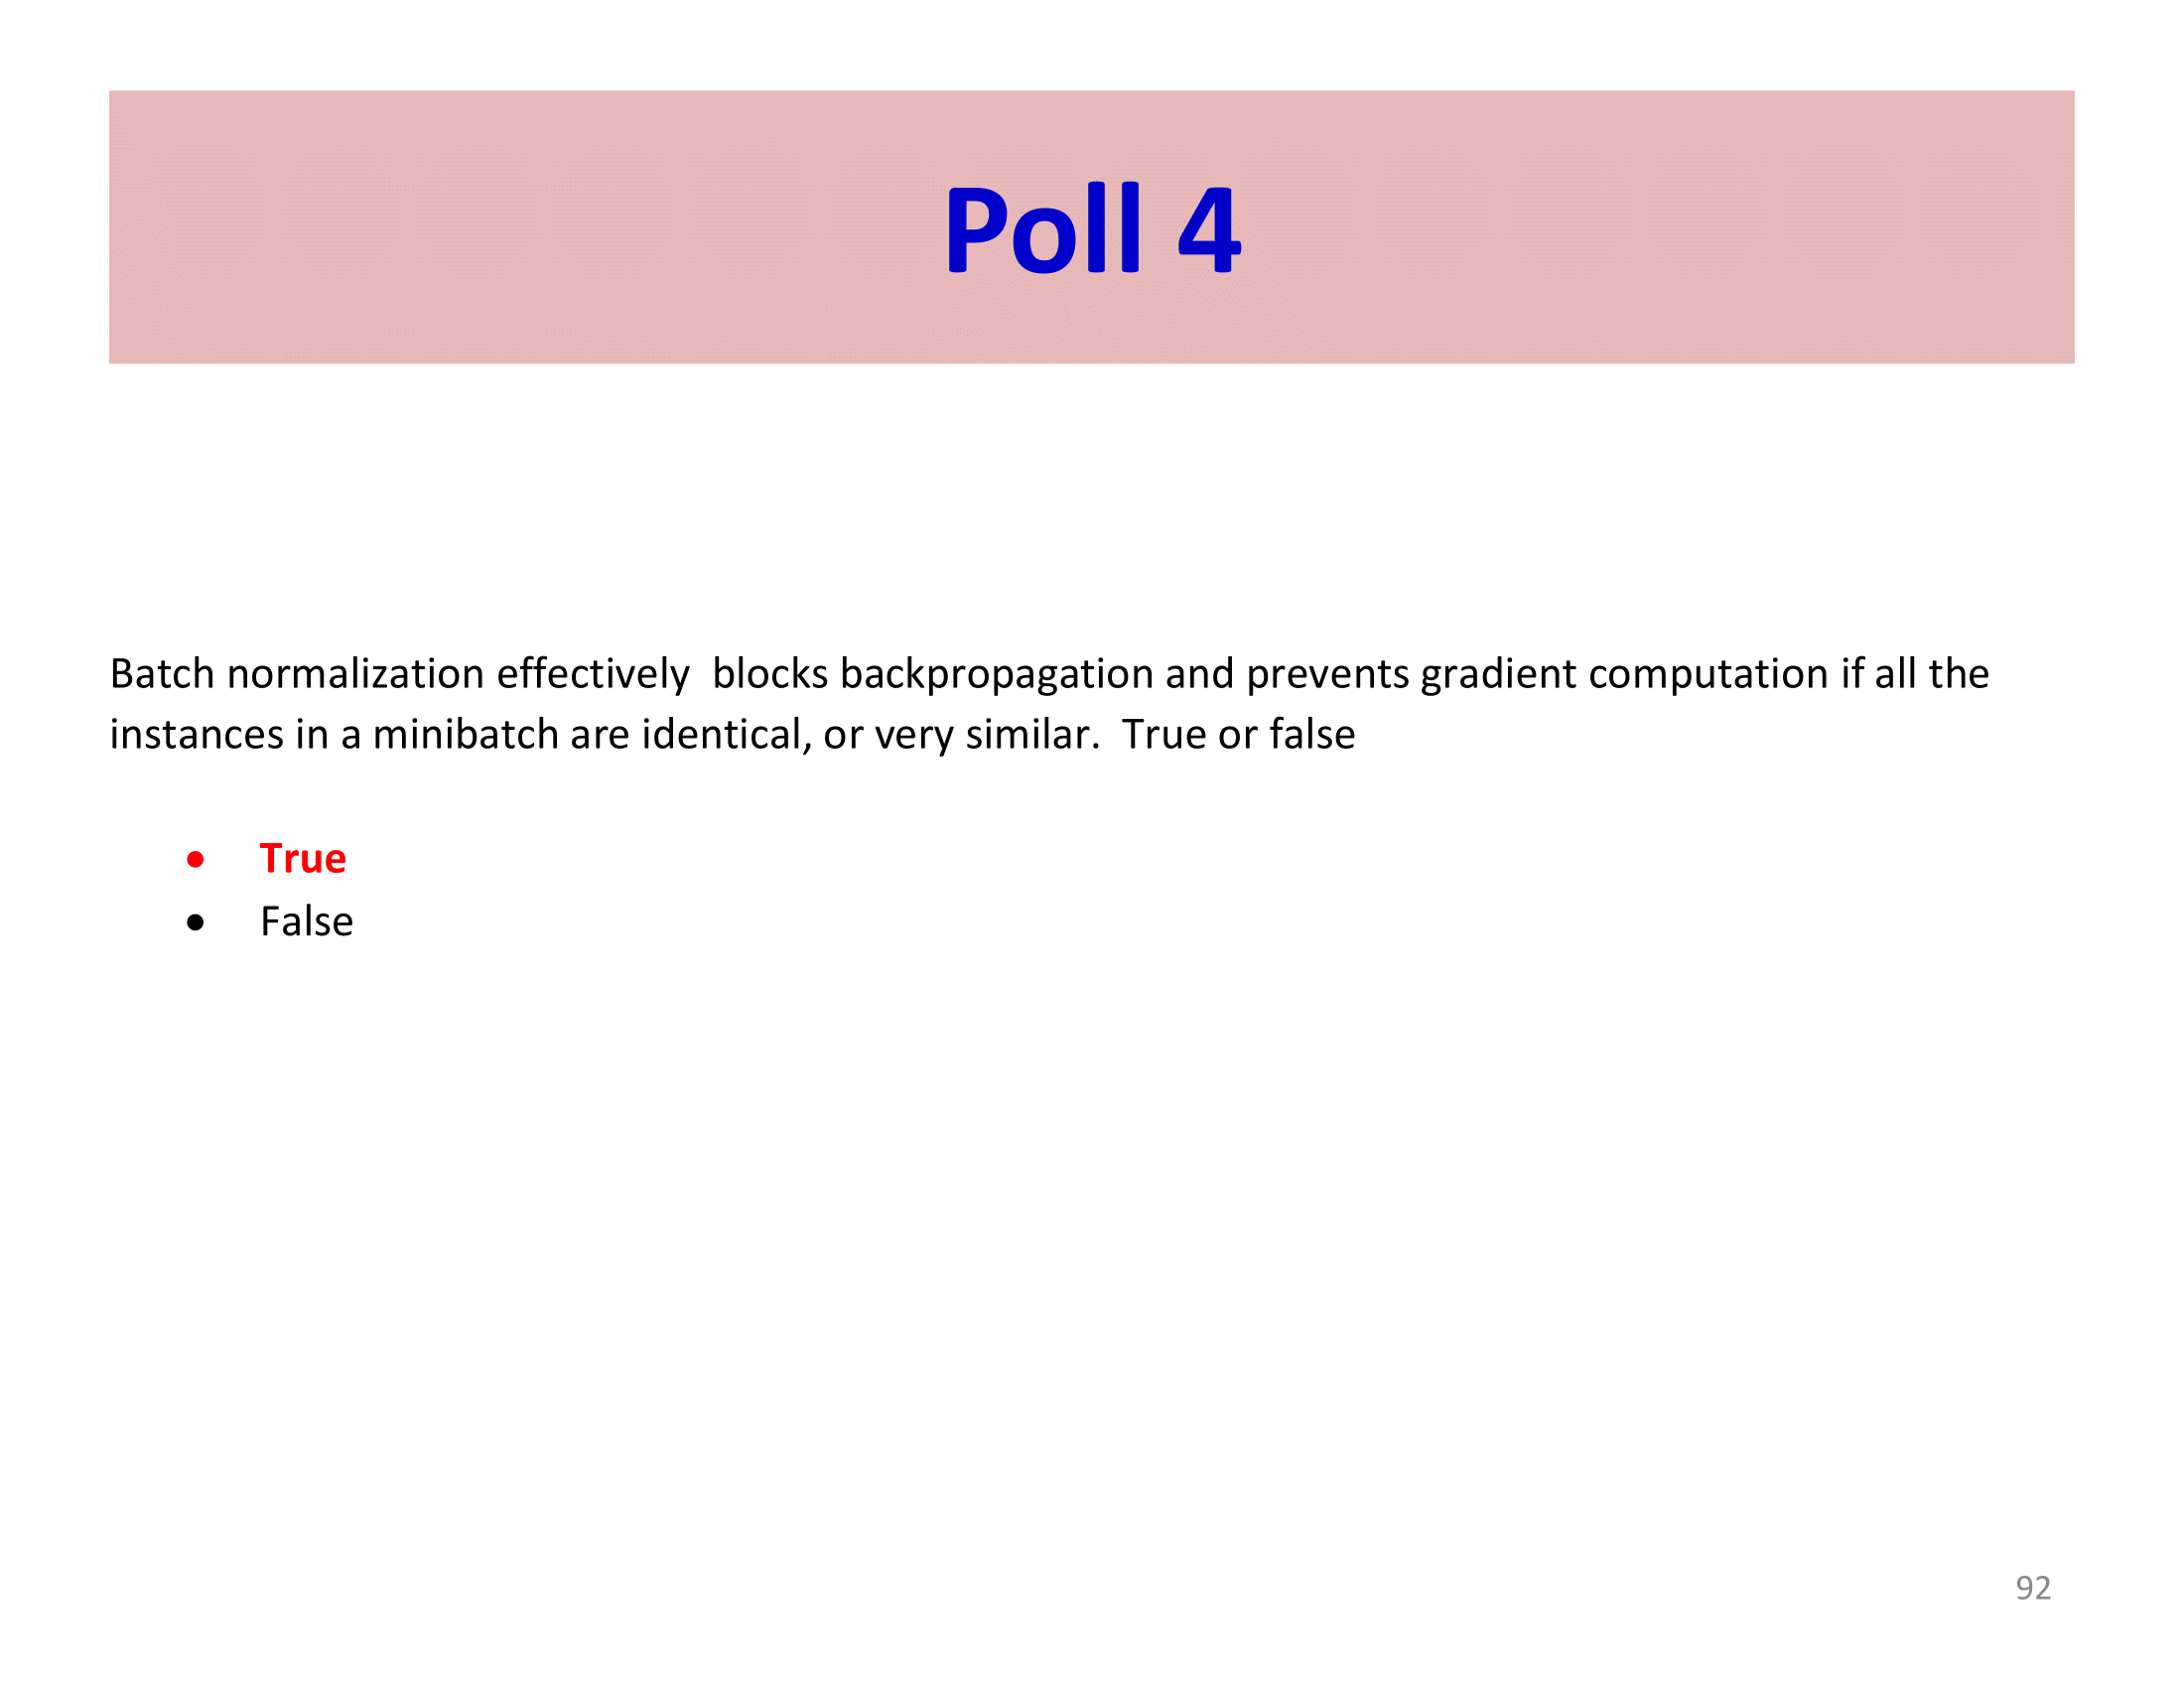 Poll 4
Batch normalization effectively  blocks backpropagation and prevents gradient computation if all the
instances in a minibatch are identical, or very similar.  True or false
• True
• False
92